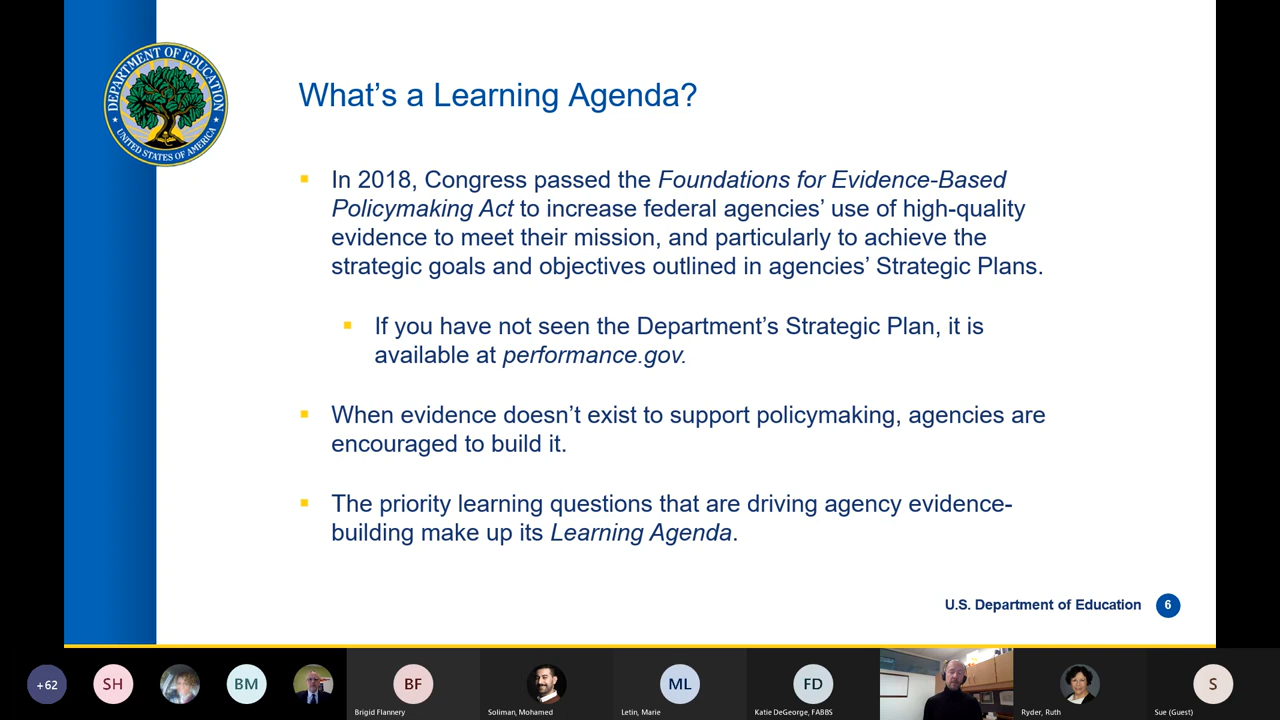 DEPARTMENT OF EDUCATION
UNITED STATES OF AMERICA
What’s a Learning Agenda?
In 2018, Congress passed the Foundations for Evidence-Based
Policymaking Act to increase federal agencies’ use of high-quality
evidence to meet their mission, and particularly to achieve the
strategic goals and objectives outlined in agencies’ Strategic Plans.
If you have not seen the Department’s Strategic Plan, it is
available at performance.gov.
When evidence doesn’t exist to support policymaking, agencies are
encouraged to build it.
The priority learning questions that are driving agency evidence-
building make up its Learning Agenda.
U.S. Department of Education 6
+62 SH BM BF ML FD S
Brigid Flannery Soliman, Mohamed Letin, Marie Katie DeGeorge, FABBS Ryder, Ruth Sue (Guest)